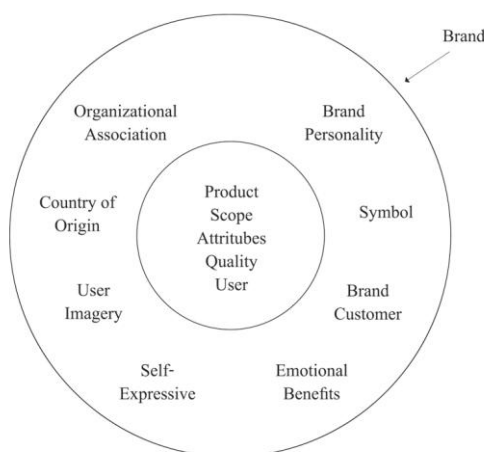 Brand
Organizational
Association
Brand
Personality
Country of
Origin
Product
Scope
Attritubes
Quality
User
Symbol
User
Imagery
Brand
Customer
Self-
Expressive
Emotional
Benefits